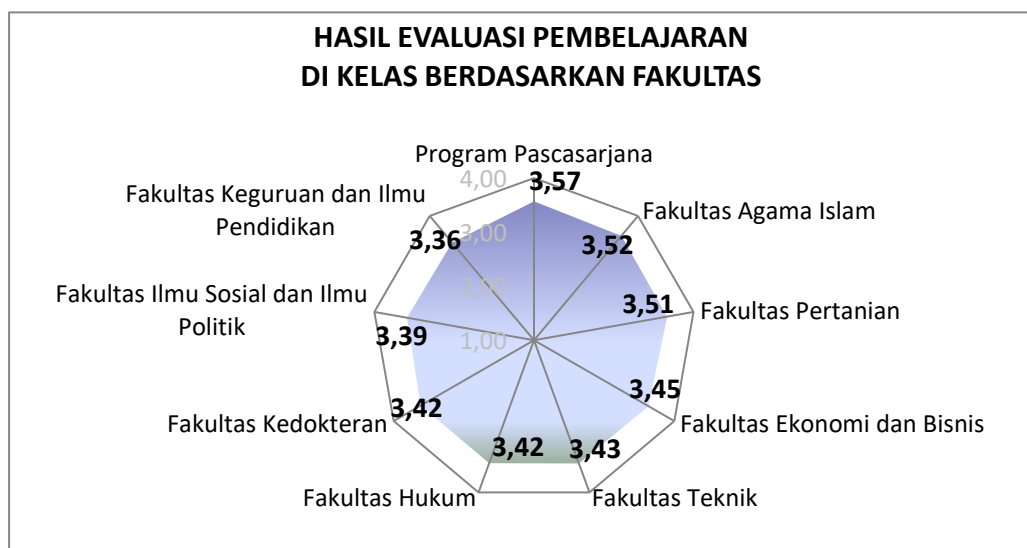 HASIL EVALUASI PEMBELAJARAN
DI KELAS BERDASARKAN FAKULTAS
Program Pascasarjana
4,00
3,57
Fakultas Keguruan dan Ilmu
Pendidikan
Fakultas Agama Islam
3,36
3,00
3,52
Fakultas Ilmu Sosial dan Ilmu
Politik
2,00
3,51
Fakultas Pertanian
3,39
1,00
3,45
Fakultas Kedokteran
3,42
Fakultas Ekonomi dan Bisnis
3,42
3,43
Fakultas Hukum
Fakultas Teknik